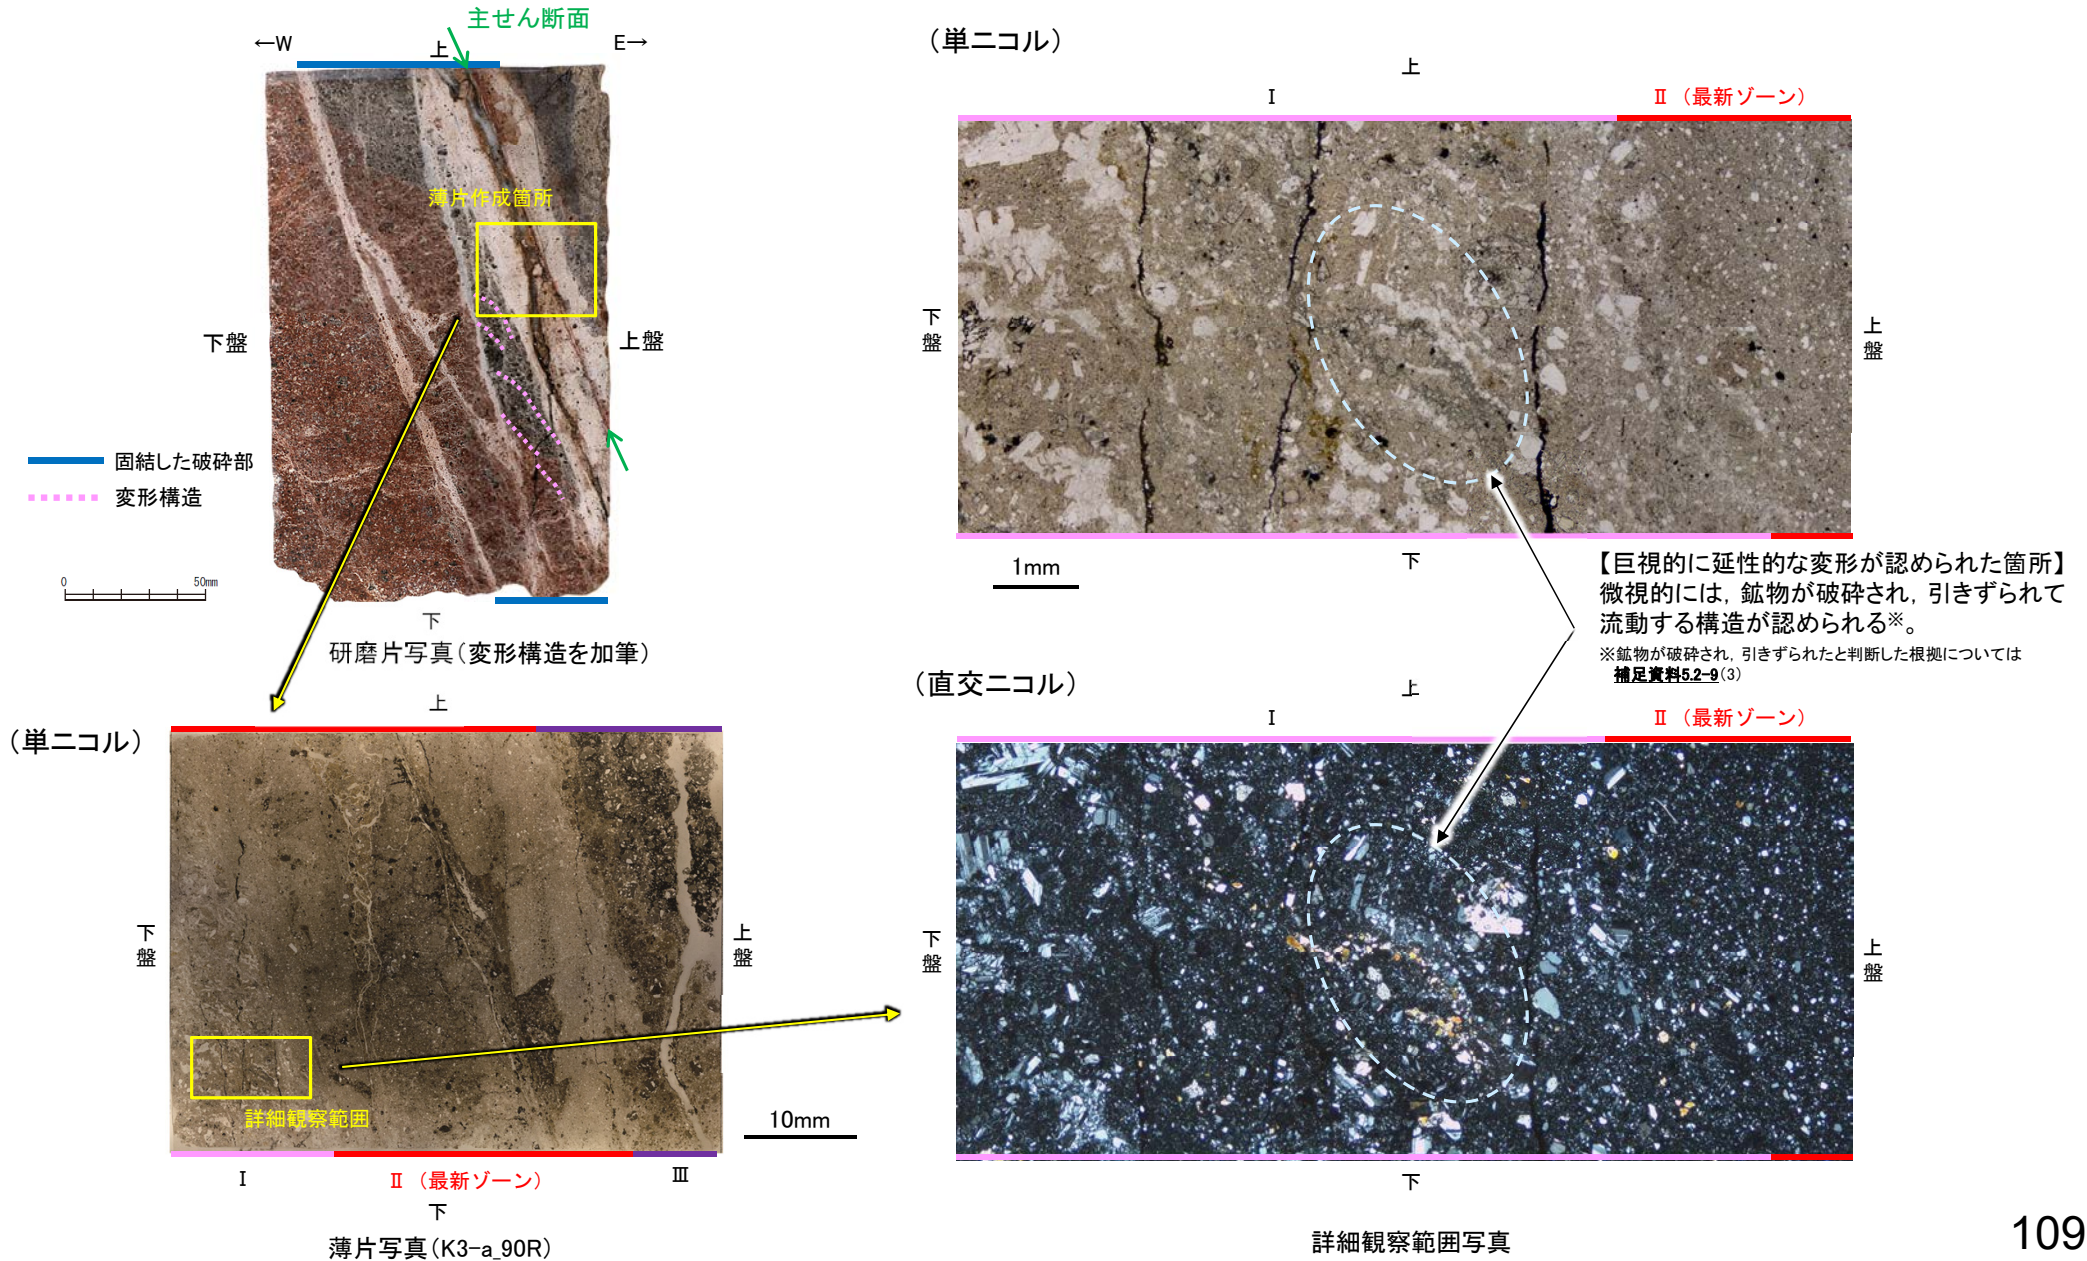 主せん断面
←W
上
E→
薄片作成箇所
下盤
上盤
固結した破砕部
変形構造
0
50mm
下
研磨片写真（変形構造を加筆）
（単ニコル）
上
下盤
上盤
詳細観察範囲
10mm
Ⅰ
Ⅱ（最新ゾーン）
Ⅲ
下
薄片写真（K3-a_90R）
（単ニコル）
上
Ⅰ
Ⅱ（最新ゾーン）
下盤
上盤
1mm
下
【巨視的に延性的な変形が認められた箇所】
微視的には，鉱物が破砕され，引きずられて
流動する構造が認められる※。
※鉱物が破砕され，引きずられたと判断した根拠については
補足資料5.2-9(3)
（直交ニコル）
上
Ⅰ
Ⅱ（最新ゾーン）
下盤
上盤
下
詳細観察範囲写真
109